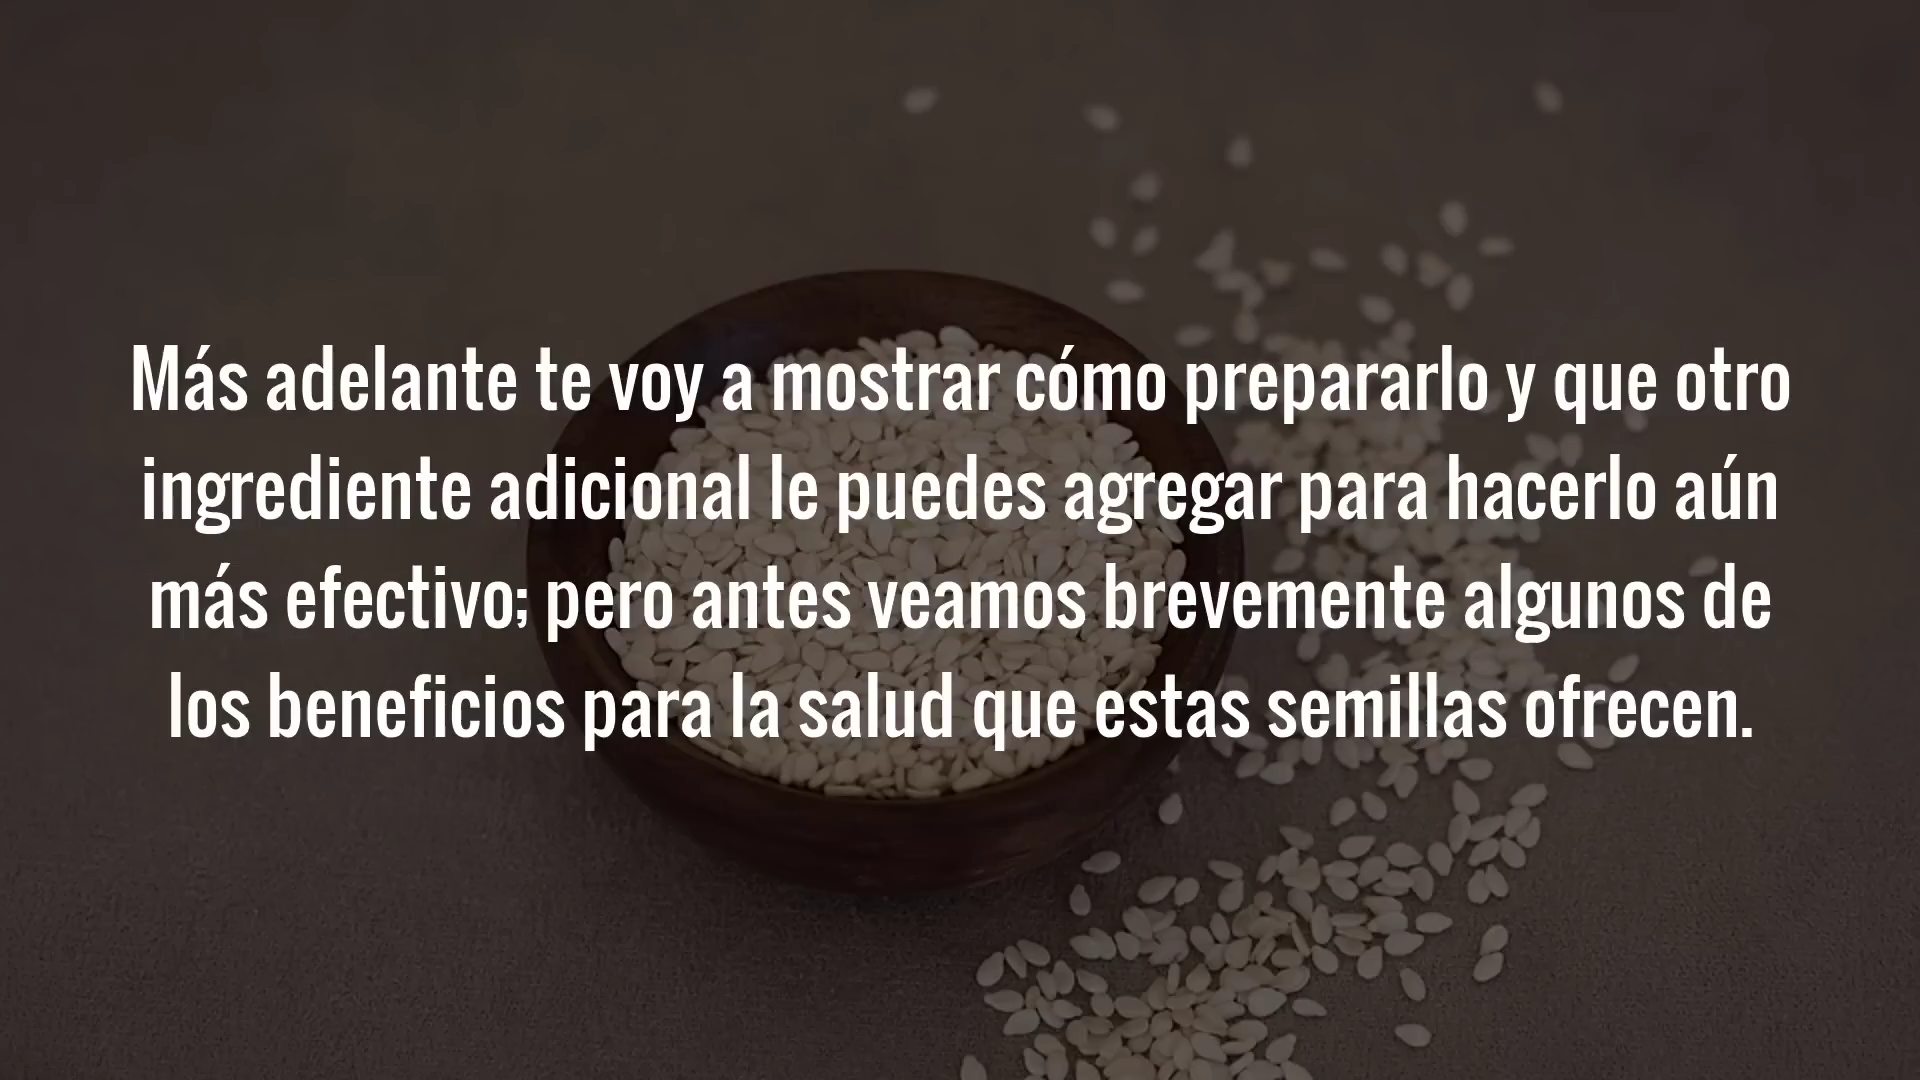 Más adelante te voy a mostrar cómo prepararlo y que otro
ingrediente adicional le puedes agregar para hacerlo aún
más efectivo; pero antes veamos brevemente algunos de
los beneficios para la salud que estas semillas ofrecen.